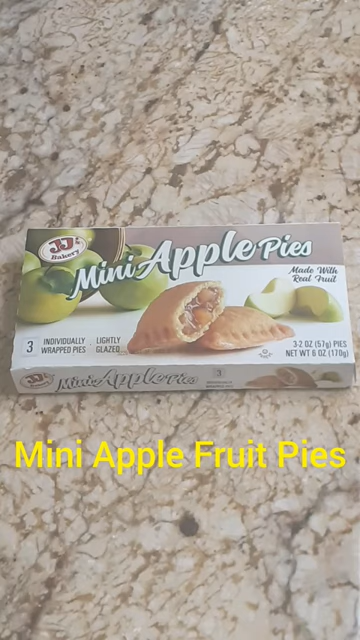 JJ's
Bakery
Mini Apple Pies
Made With
Real Fruit
3 INDIVIDUALLY WRAPPED PIES
LIGHTLY GLAZED
3-2 OZ (57g) PIES
NET WT 6 OZ (170g)
JJ's
Mini Apple Pies
3
Mini Apple Fruit Pies